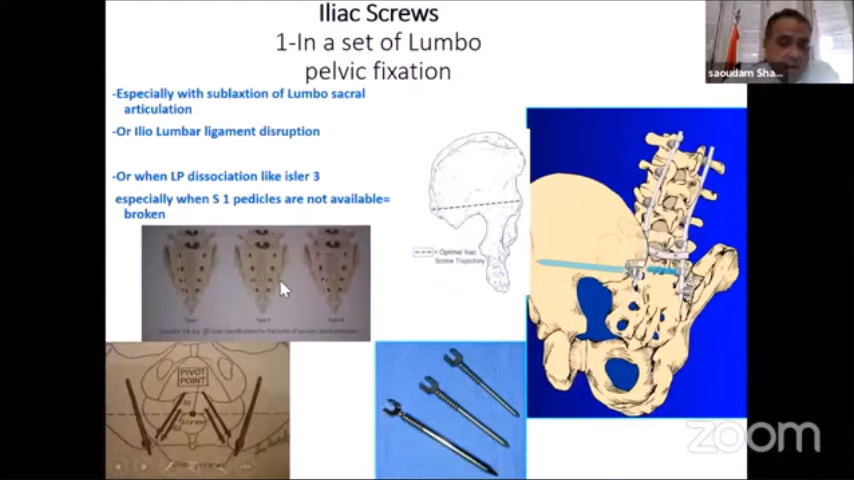 Iliac Screws
1-In a set of Lumbo
pelvic fixation
-Especially with sublaxtion of Lumbo sacral
articulation
-Or Ilio Lumbar ligament disruption
-Or when LP dissociation like isler 3
especially when S 1 pedicles are not available=
broken
= Optimal Iliac
Screw Trajectory
PIVOT
POINT
saoudam Sha...
zoom